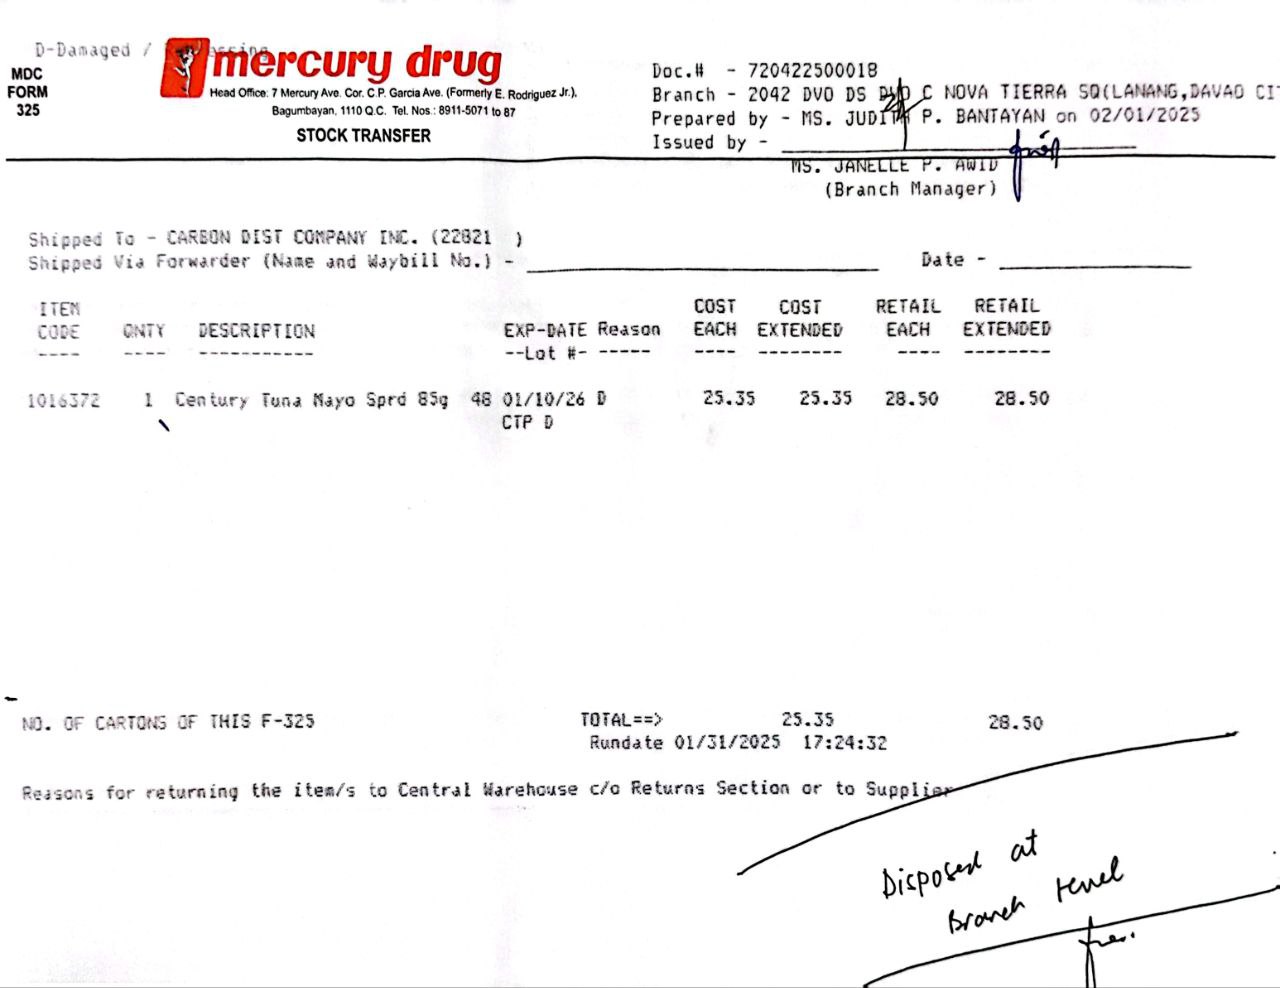 D-Damaged /
MDC
FORM
325
mercury drug
Head Office: 7 Mercury Ave. Cor. C.P. Garcia Ave. (Formerly E. Rodriguez Jr.),
Bagumbayan, 1110 Q.C. Tel. Nos.: 8911-5071 to 87
STOCK TRANSFER
Doc.# - 720422500018
Branch - 2042 DVO DS DVO C NOVA TIERRA SQ(LANANG,DAVAO CIT
Prepared by - MS. JUDITH P. BANTAYAN on 02/01/2025
Issued by -
MS. JANELLE P. AWID
(Branch Manager)
Shipped To - CARBON DIST COMPANY INC. (22821 )
Shipped Via Forwarder (Name and Waybill No.) - Date -
ITEM COST COST RETAIL RETAIL
CODE QNTY DESCRIPTION EXP-DATE Reason EACH EXTENDED EACH EXTENDED
---- ---- ----------- --Lot #- ----- ---- -------- ---- --------
1016372 1 Century Tuna Mayo Sprd 85g 48 01/10/26 D 25.35 25.35 28.50 28.50
CTP D
NO. OF CARTONS OF THIS F-325 TOTAL==> 25.35 28.50
Rundate 01/31/2025 17:24:32
Reasons for returning the item/s to Central Warehouse c/o Returns Section or to Supplier
Disposed at
Branch level